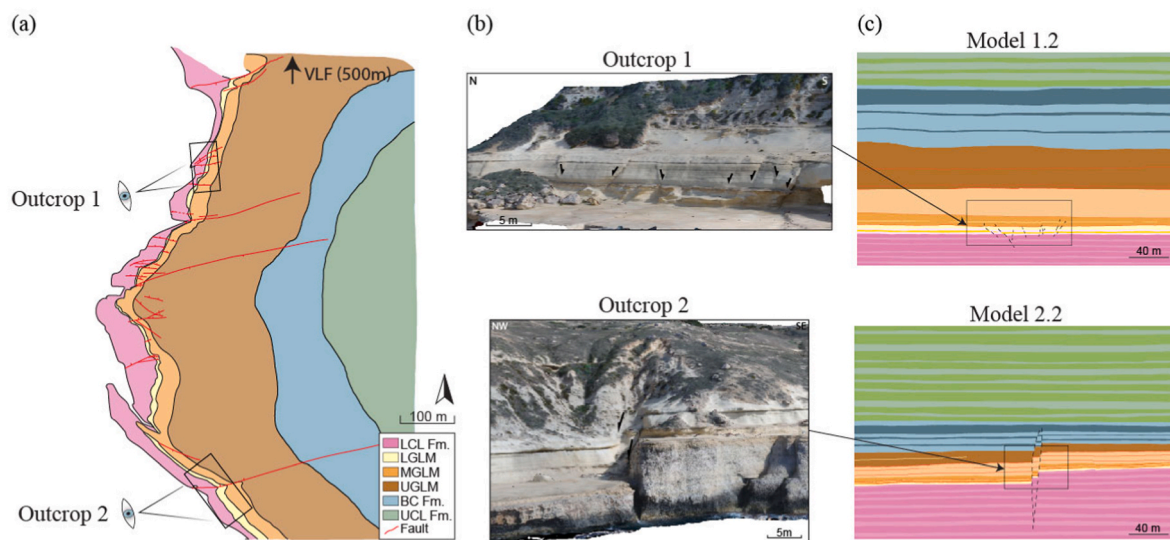 (a)
VLF (500m)
Outcrop 1
Outcrop 2
100 m
LCL Fm.
LGLM
MGLM
UGLM
BC Fm.
UCL Fm.
Fault
(b)
Outcrop 1
N
S
5 m
Outcrop 2
NW
SE
5m
(c)
Model 1.2
40 m
Model 2.2
40 m